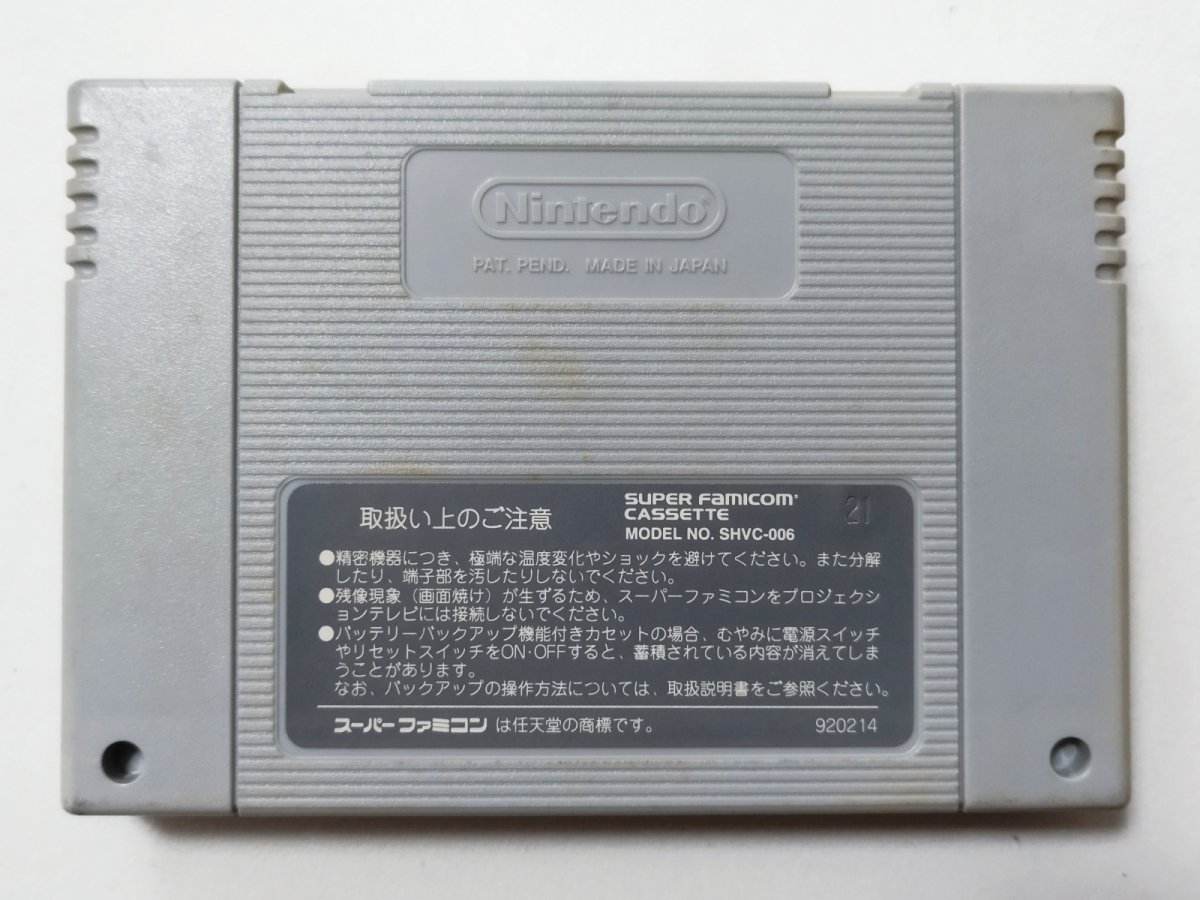 Nintendo®
PAT. PEND. MADE IN JAPAN
取扱い上のご注意
SUPER Famicom
CASSETTE
MODEL NO. SHVC-006
21
●精密機器につき、極端な温度変化やショックを避けてください。また分解
したり、端子部を汚したりしないでください。
●残像現象（画面焼け）が生ずるため、スーパーファミコンをプロジェクシ
ョンテレビには接続しないでください。
●バッテリーバックアップ機能付きカセットの場合、むやみに電源スイッチ
やリセットスイッチをON·OFFすると、蓄積されている内容が消えてしま
うことがあります。
なお、バックアップの操作方法については、取扱説明書をご参照ください。
スーパーファミコン は任天堂の商標です。 920214